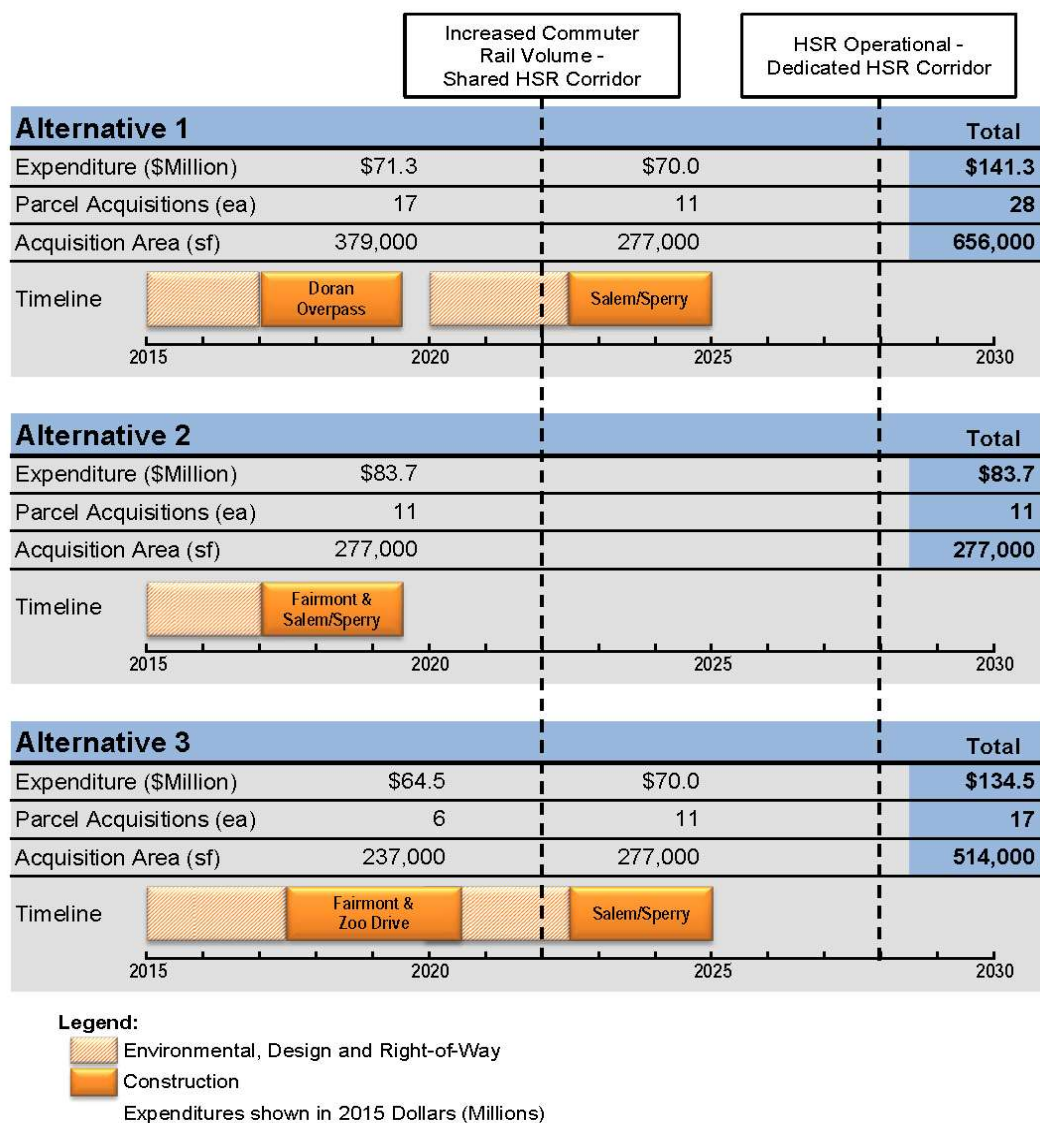 Increased Commuter
Rail Volume -
Shared HSR Corridor
HSR Operational -
Dedicated HSR Corridor
Alternative 1 Total
Expenditure ($Million) $71.3 $70.0 $141.3
Parcel Acquisitions (ea) 17 11 28
Acquisition Area (sf) 379,000 277,000 656,000
Timeline
Doran
Overpass
Salem/Sperry
2015 2020 2025 2030
Alternative 2 Total
Expenditure ($Million) $83.7 $83.7
Parcel Acquisitions (ea) 11 11
Acquisition Area (sf) 277,000 277,000
Timeline
Fairmont &
Salem/Sperry
2015 2020 2025 2030
Alternative 3 Total
Expenditure ($Million) $64.5 $70.0 $134.5
Parcel Acquisitions (ea) 6 11 17
Acquisition Area (sf) 237,000 277,000 514,000
Timeline
Fairmont &
Zoo Drive
Salem/Sperry
2015 2020 2025 2030
Legend:
Environmental, Design and Right-of-Way
Construction
Expenditures shown in 2015 Dollars (Millions)